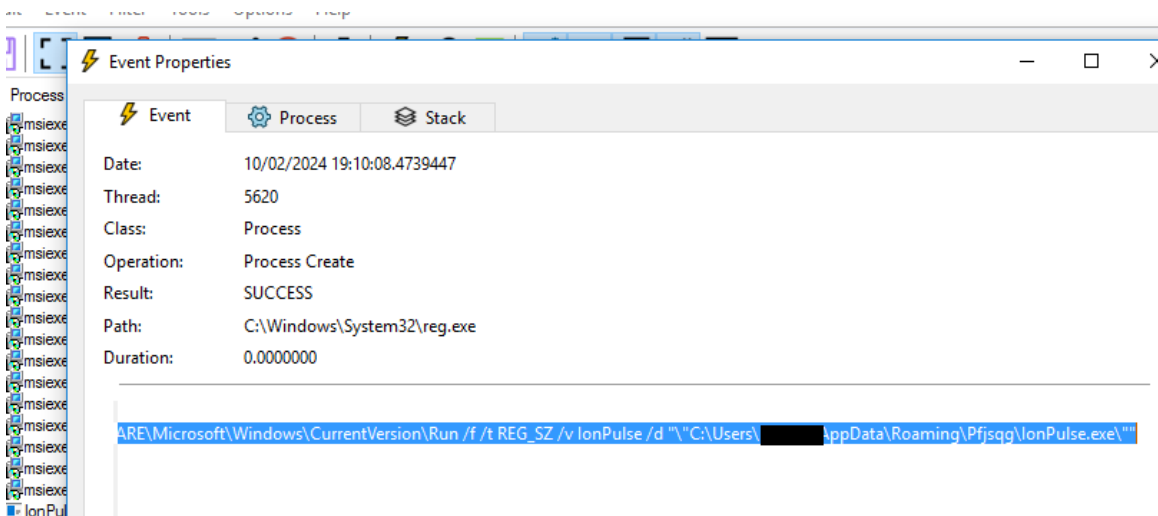 Event Properties
Process
Event Process Stack
msiexe
msiexe
msiexe
Date: 10/02/2024 19:10:08.4739447
msiexe
Thread: 5620
msiexe
Class: Process
msiexe
Operation: Process Create
msiexe
msiexe
Result: SUCCESS
msiexe
Path: C:\Windows\System32\reg.exe
msiexe
msiexe
Duration: 0.0000000
msiexe
msiexe
msiexe
msiexe
ARE\Microsoft\Windows\CurrentVersion\Run /f /t REG_SZ /v IonPulse /d "\"C:\Users\ AppData\Roaming\Pfjsqg\IonPulse.exe\""
msiexe
msiexe
msiexe
IonPul